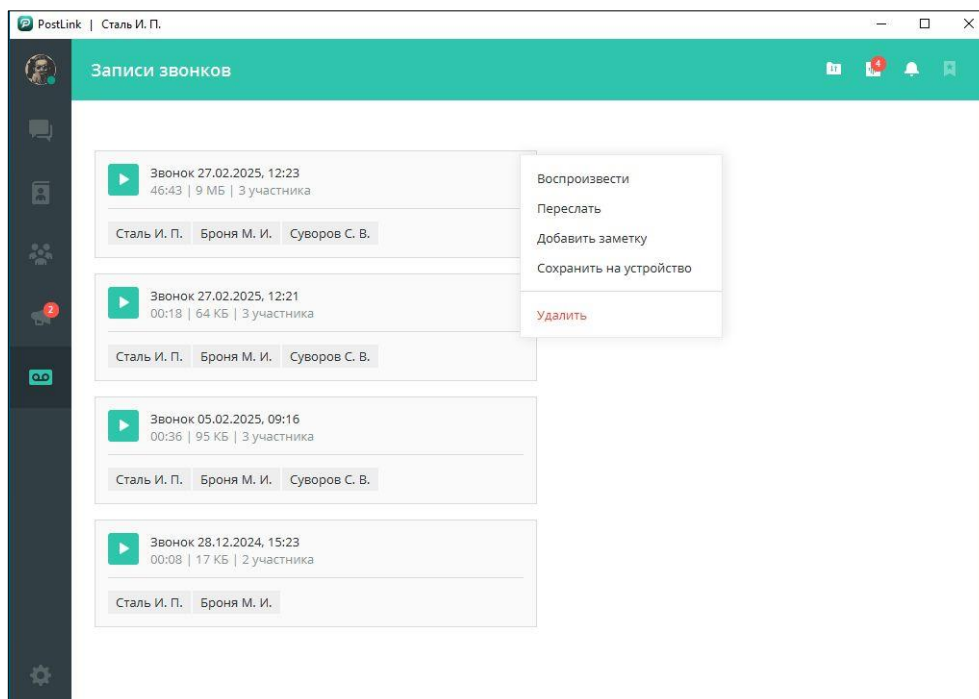 PostLink | Сталь И. П.
Записи звонков
4
2
Звонок 27.02.2025, 12:23
46:43 | 9 МБ | 3 участника
Сталь И. П. Броня М. И. Суворов С. В.
Звонок 27.02.2025, 12:21
00:18 | 64 КБ | 3 участника
Сталь И. П. Броня М. И. Суворов С. В.
Звонок 05.02.2025, 09:16
00:36 | 95 КБ | 3 участника
Сталь И. П. Броня М. И. Суворов С. В.
Звонок 28.12.2024, 15:23
00:08 | 17 КБ | 2 участника
Сталь И. П. Броня М. И.
Воспроизвести
Переслать
Добавить заметку
Сохранить на устройство
Удалить